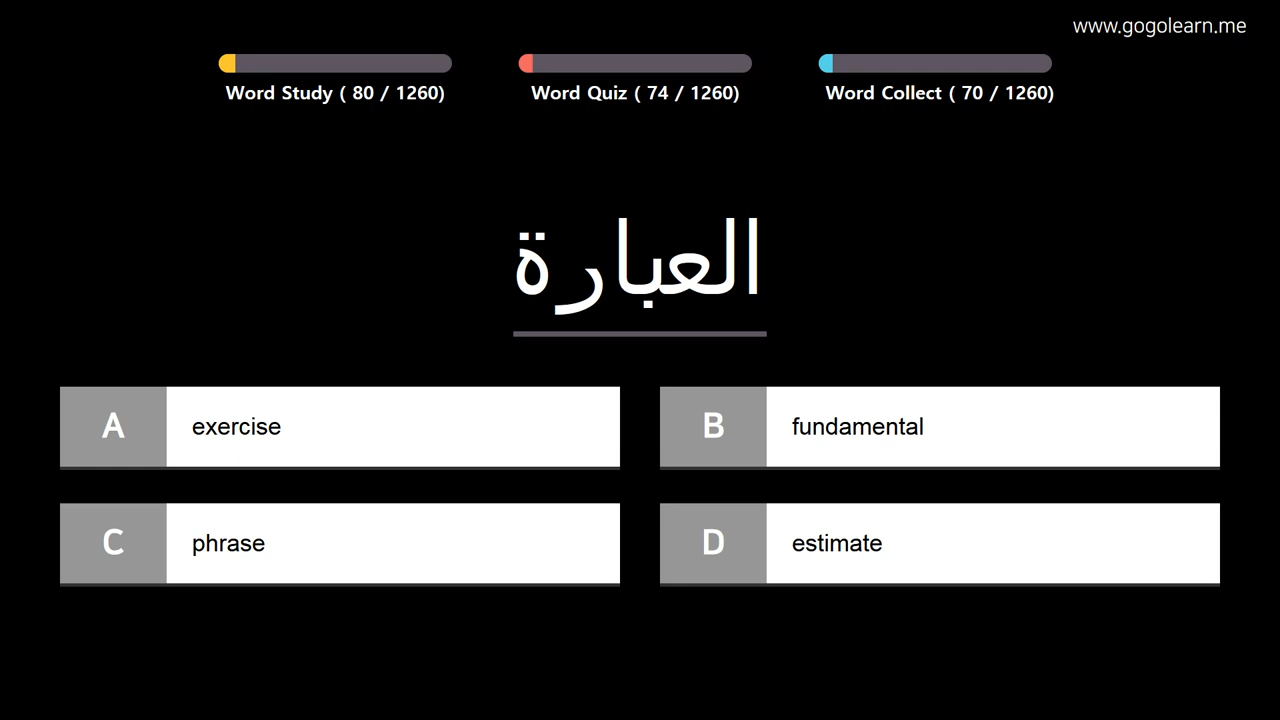 www.gogolearn.me
Word Study ( 80 / 1260)
Word Quiz ( 74 / 1260)
Word Collect ( 70 / 1260)
العبارة
A exercise
B fundamental
C phrase
D estimate